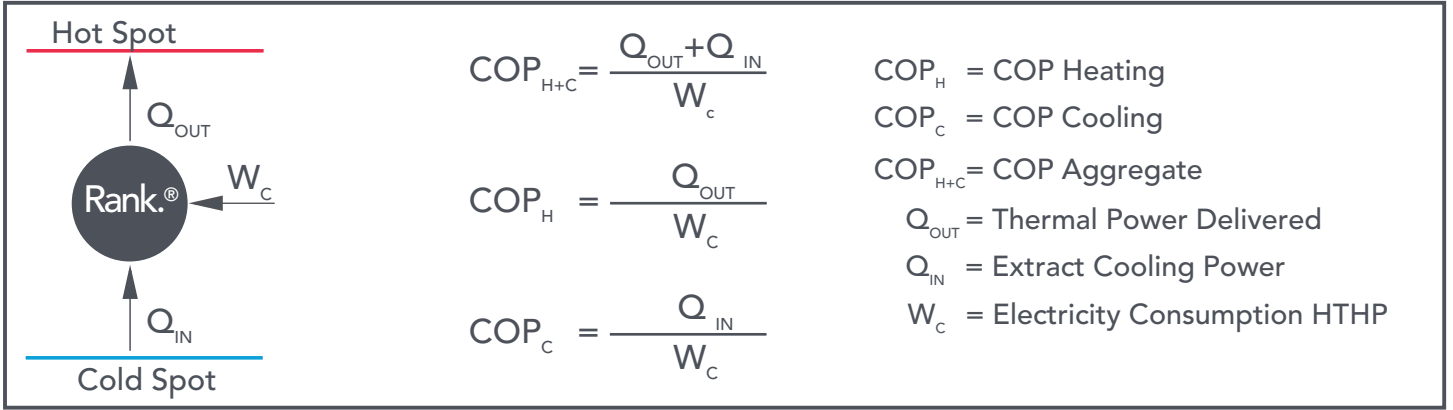 Hot Spot
Q_OUT
Rank.®
W_C
Q_IN
Cold Spot
COP_H+C = (Q_OUT + Q_IN) / W_c
COP_H = Q_OUT / W_C
COP_C = Q_IN / W_C
COP_H = COP Heating
COP_C = COP Cooling
COP_H+C = COP Aggregate
Q_OUT = Thermal Power Delivered
Q_IN = Extract Cooling Power
W_C = Electricity Consumption HTHP